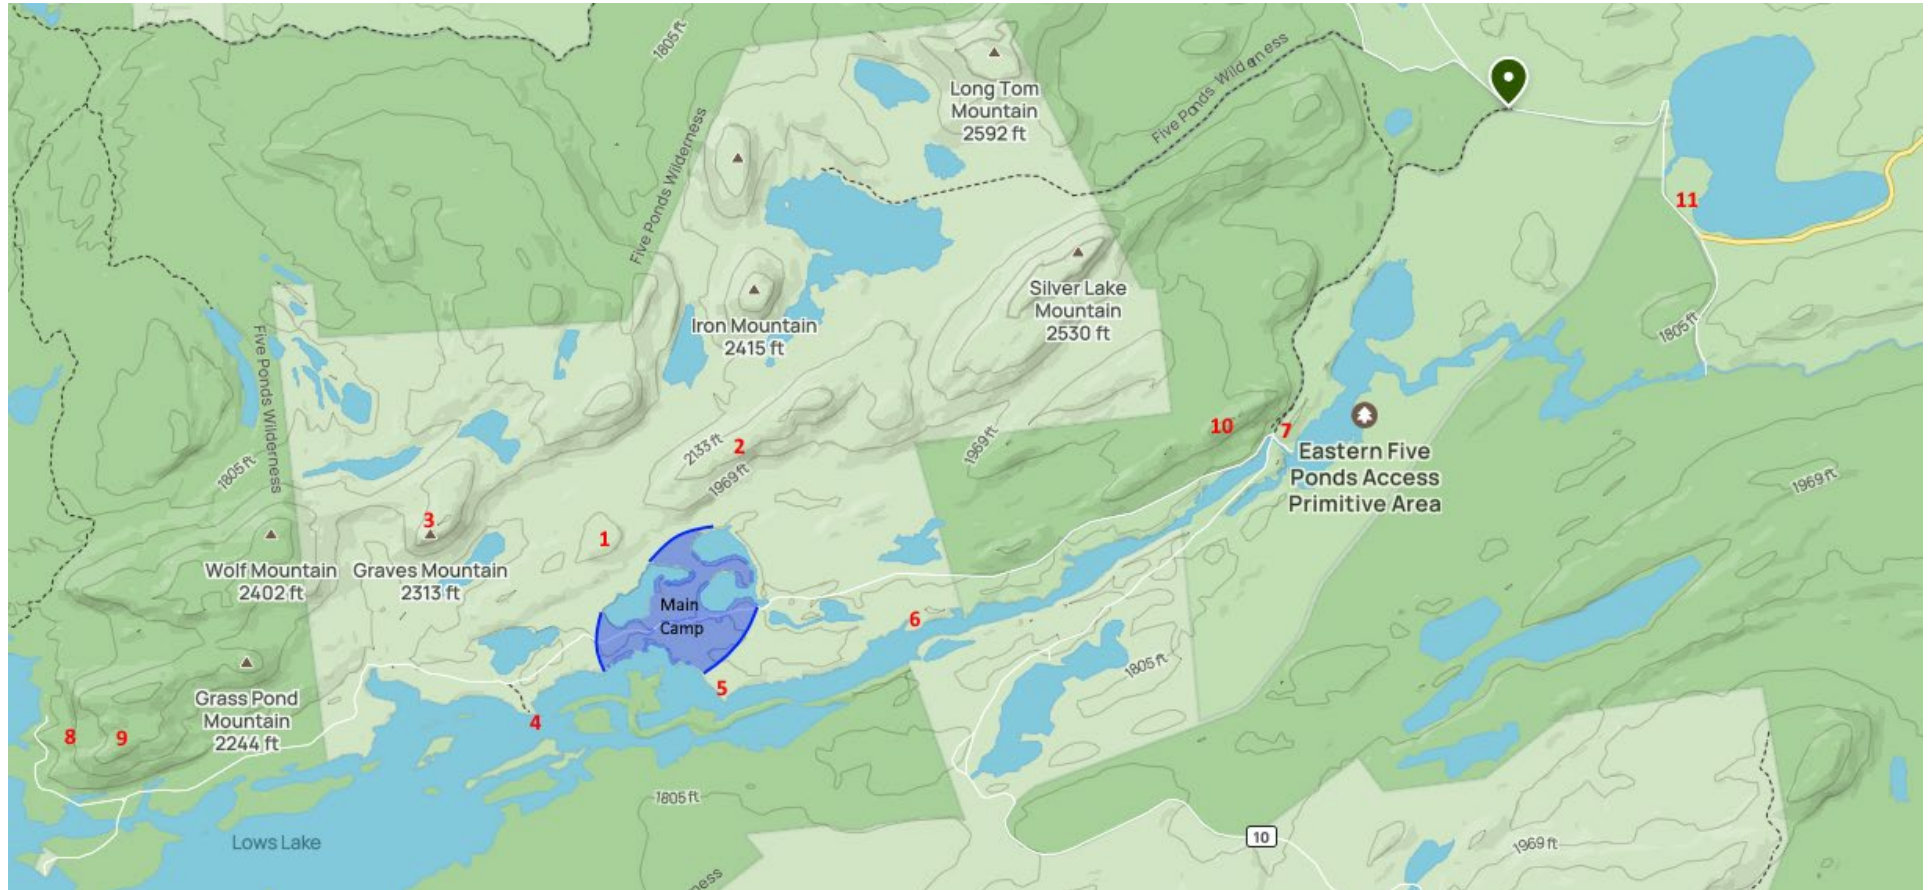 1805 ft
Long Tom
Mountain
2592 ft
Five Ponds Wilderness
Five Ponds Wilderness
11
Silver Lake
Mountain
2530 ft
Iron Mountain
2415 ft
1805 ft
Five Ponds Wilderness
10
7
2133 ft
2
1969 ft
1969 ft
1805 ft
Eastern Five
Ponds Access
Primitive Area
1969 ft
3
1
Wolf Mountain
2402 ft
Graves Mountain
2313 ft
Main
Camp
6
1805 ft
5
4
Grass Pond
Mountain
2244 ft
8
9
1805 ft
Lows Lake
10
1969 ft
ness